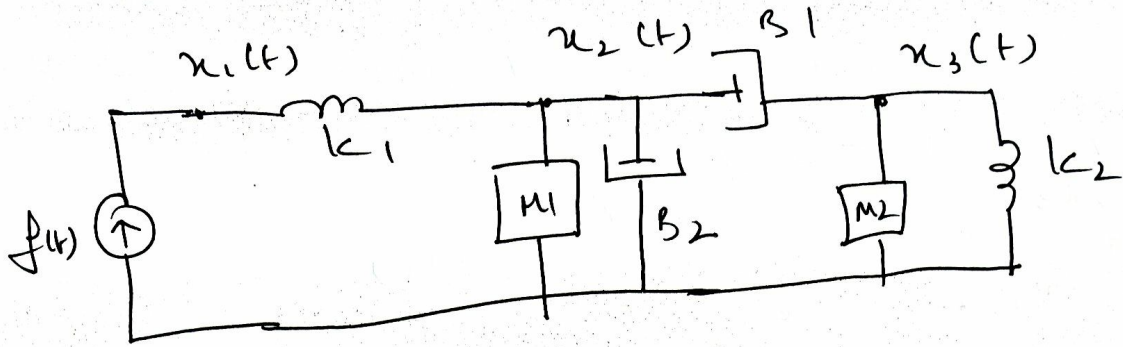 x₁(t)
x₂(t)
B1
x₃(t)
K₁
K₂
f(t)
M1
B2
M2